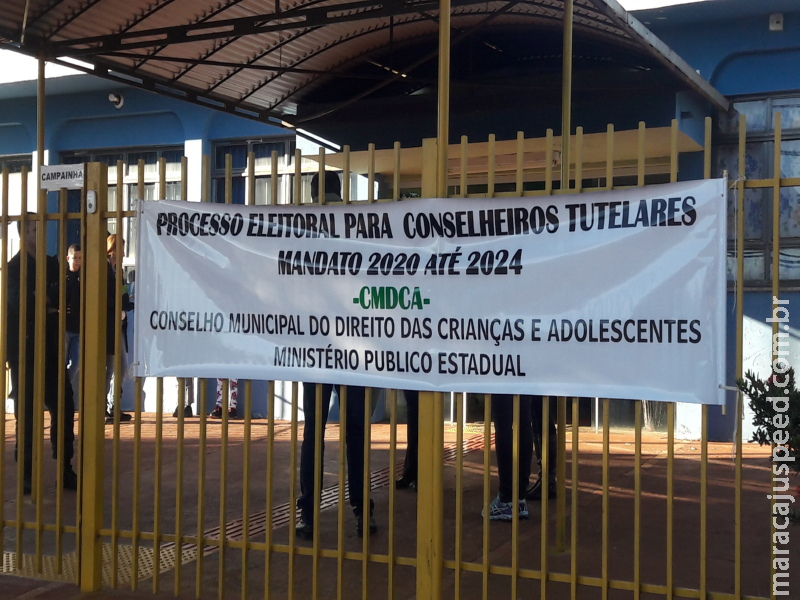 CAMPAINHA
PROCESSO ELEITORAL PARA CONSELHEIROS TUTELARES
MANDATO 2020 ATÉ 2024
-CMDCA-
CONSELHO MUNICIPAL DO DIREITO DAS CRIANÇAS E ADOLESCENTES
MINISTÉRIO PUBLICO ESTADUAL
maracajuspeed.com.br